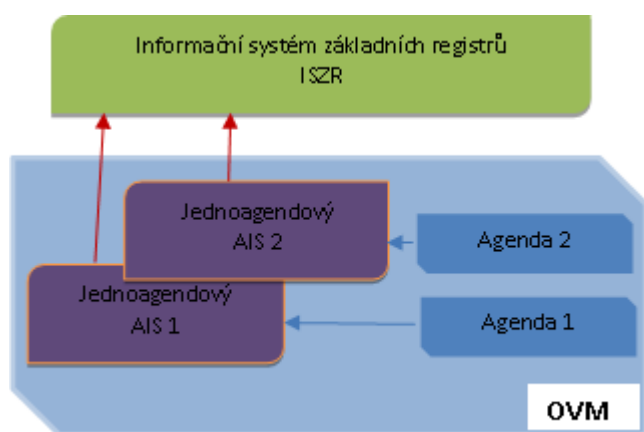 Informační systém základních registrů
ISZR
Jednoagendový
AIS 2
Agenda 2
Jednoagendový
AIS 1
Agenda 1
OVM